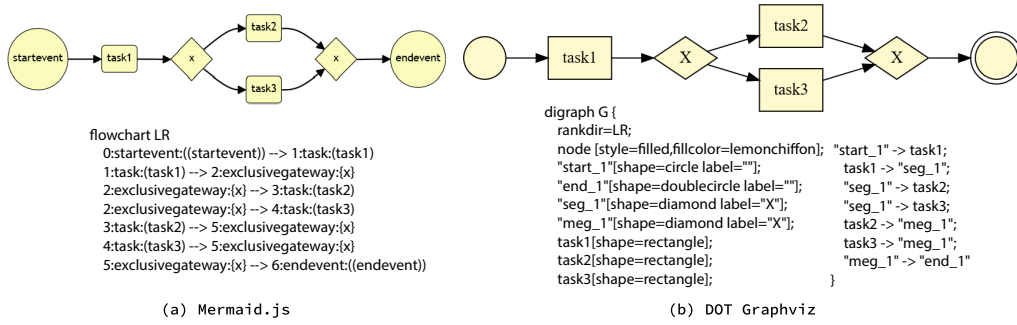 startevent
task1
x
task2
task3
x
endevent
flowchart LR
0:startevent:((startevent)) --> 1:task:(task1)
1:task:(task1) --> 2:exclusivegateway:{x}
2:exclusivegateway:{x} --> 3:task:(task2)
2:exclusivegateway:{x} --> 4:task:(task3)
3:task:(task2) --> 5:exclusivegateway:{x}
4:task:(task3) --> 5:exclusivegateway:{x}
5:exclusivegateway:{x} --> 6:endevent:((endevent))
(a) Mermaid.js
task1
X
task2
task3
X
digraph G {
rankdir=LR;
node [style=filled,fillcolor=lemonchiffon];
"start_1"[shape=circle label=""];
"end_1"[shape=doublecircle label=""];
"seg_1"[shape=diamond label="X"];
"meg_1"[shape=diamond label="X"];
task1[shape=rectangle];
task2[shape=rectangle];
task3[shape=rectangle];
"start_1" -> task1;
task1 -> "seg_1";
"seg_1" -> task2;
"seg_1" -> task3;
task2 -> "meg_1";
task3 -> "meg_1";
"meg_1" -> "end_1"
}
(b) DOT Graphviz